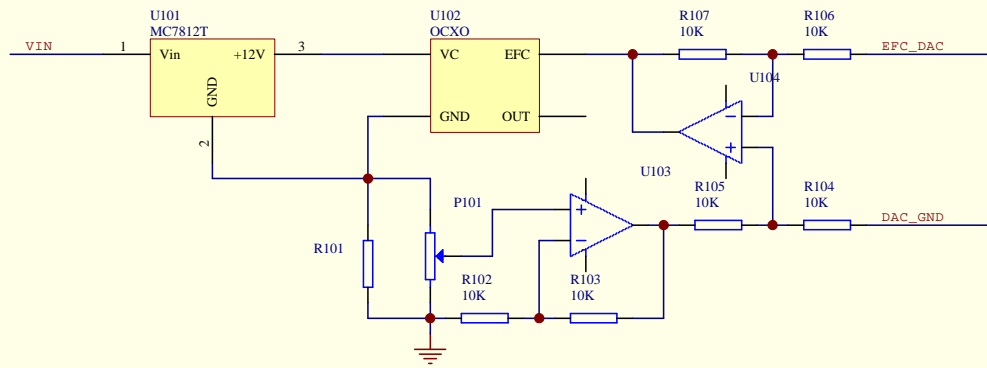 U101
MC7812T
U102
OCXO
R107
10K
R106
10K
VIN
1
Vin
+12V
3
VC
EFC
EFC_DAC
GND
U104
GND
OUT
2
U103
R105
10K
R104
10K
P101
DAC_GND
R101
R102
10K
R103
10K